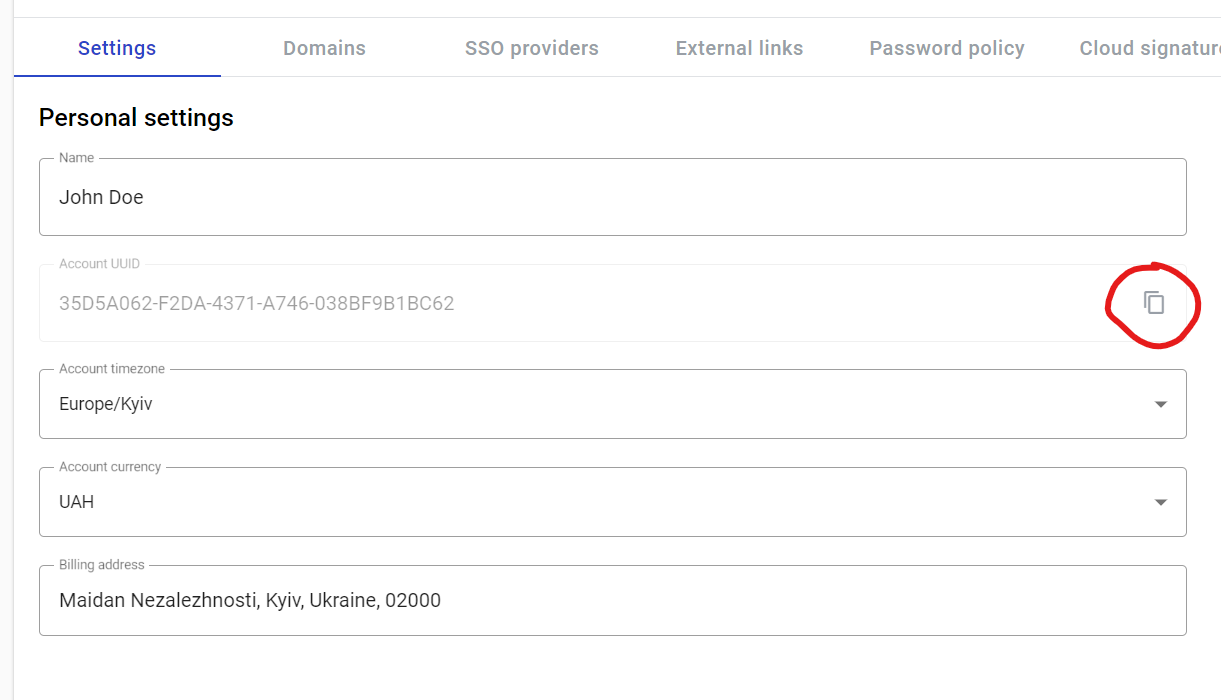 Settings Domains SSO providers External links Password policy Cloud signature
Personal settings
Name
John Doe
Account UUID
35D5A062-F2DA-4371-A746-038BF9B1BC62
Account timezone
Europe/Kyiv
Account currency
UAH
Billing address
Maidan Nezalezhnosti, Kyiv, Ukraine, 02000